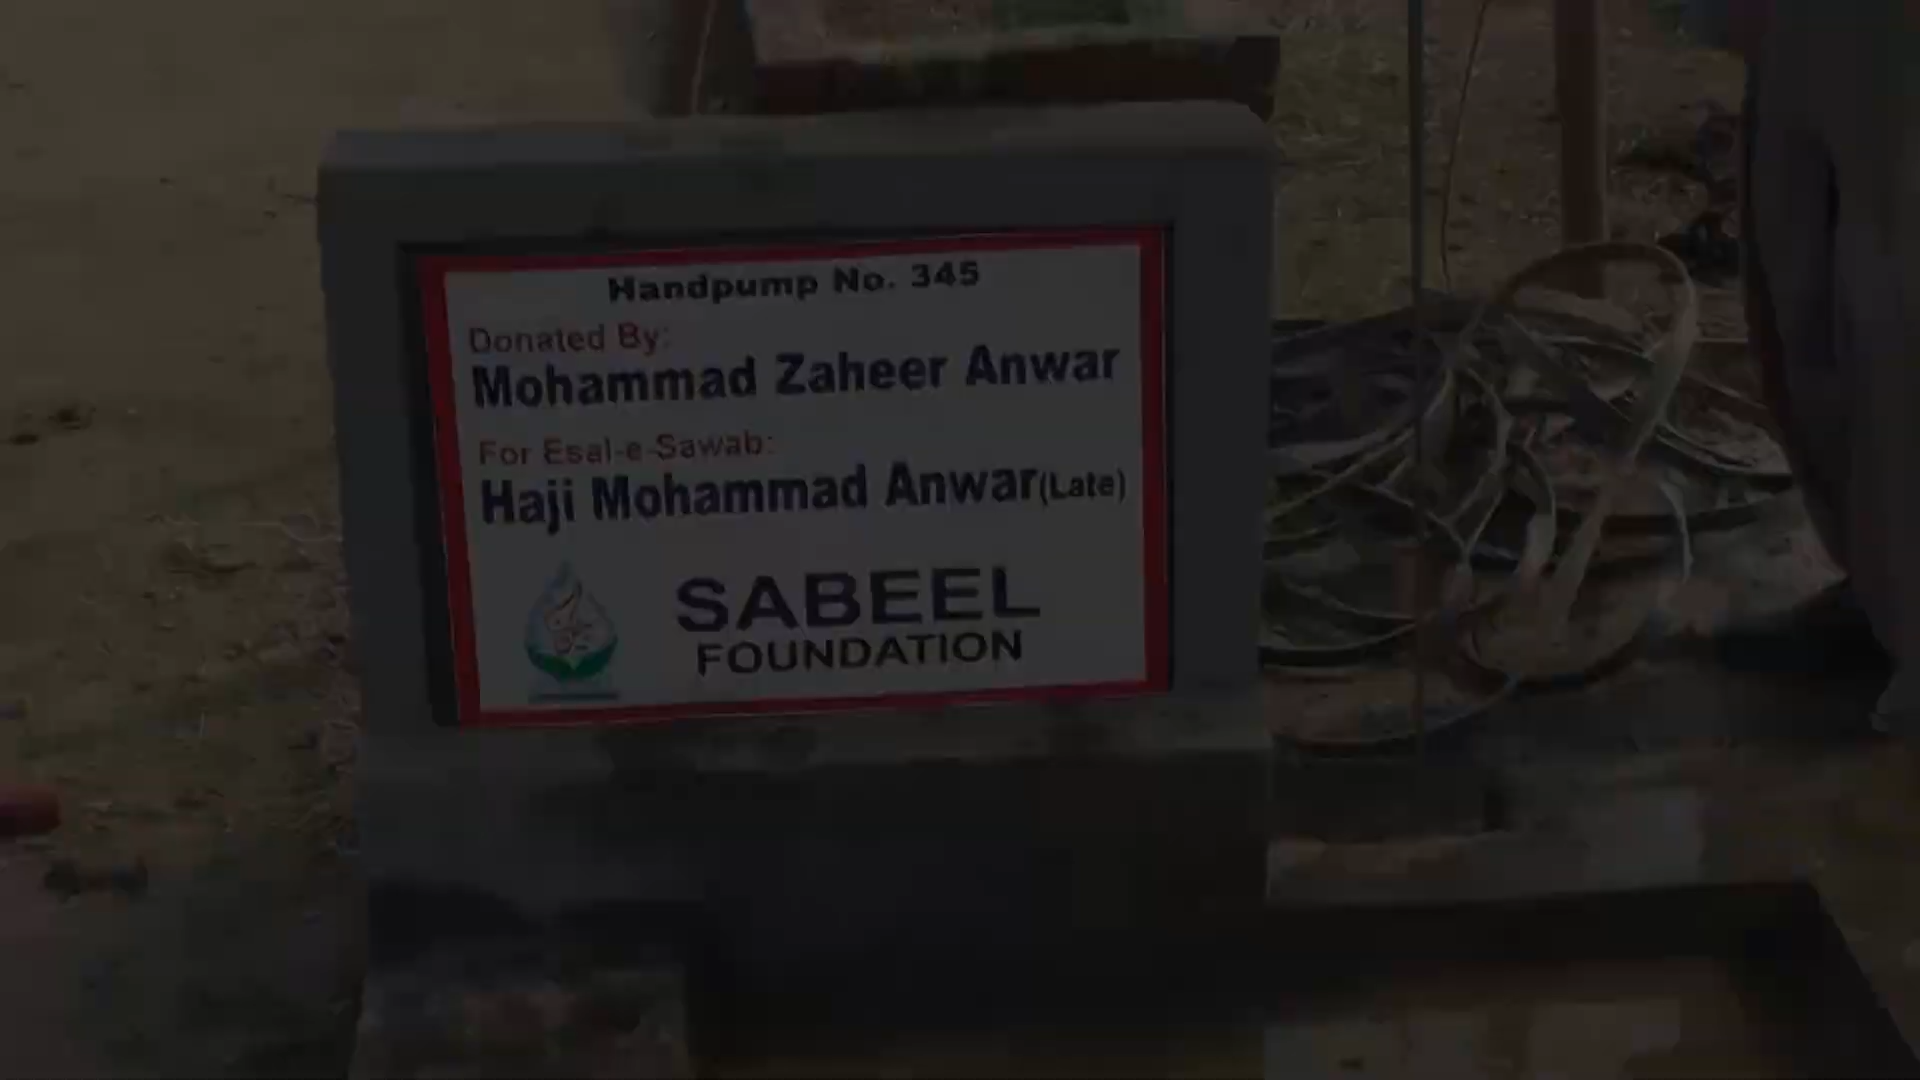 Handpump No. 345
Donated By:
Mohammad Zaheer Anwar
For Esal-e-Sawab:
Haji Mohammad Anwar(Late)
SABEEL
FOUNDATION